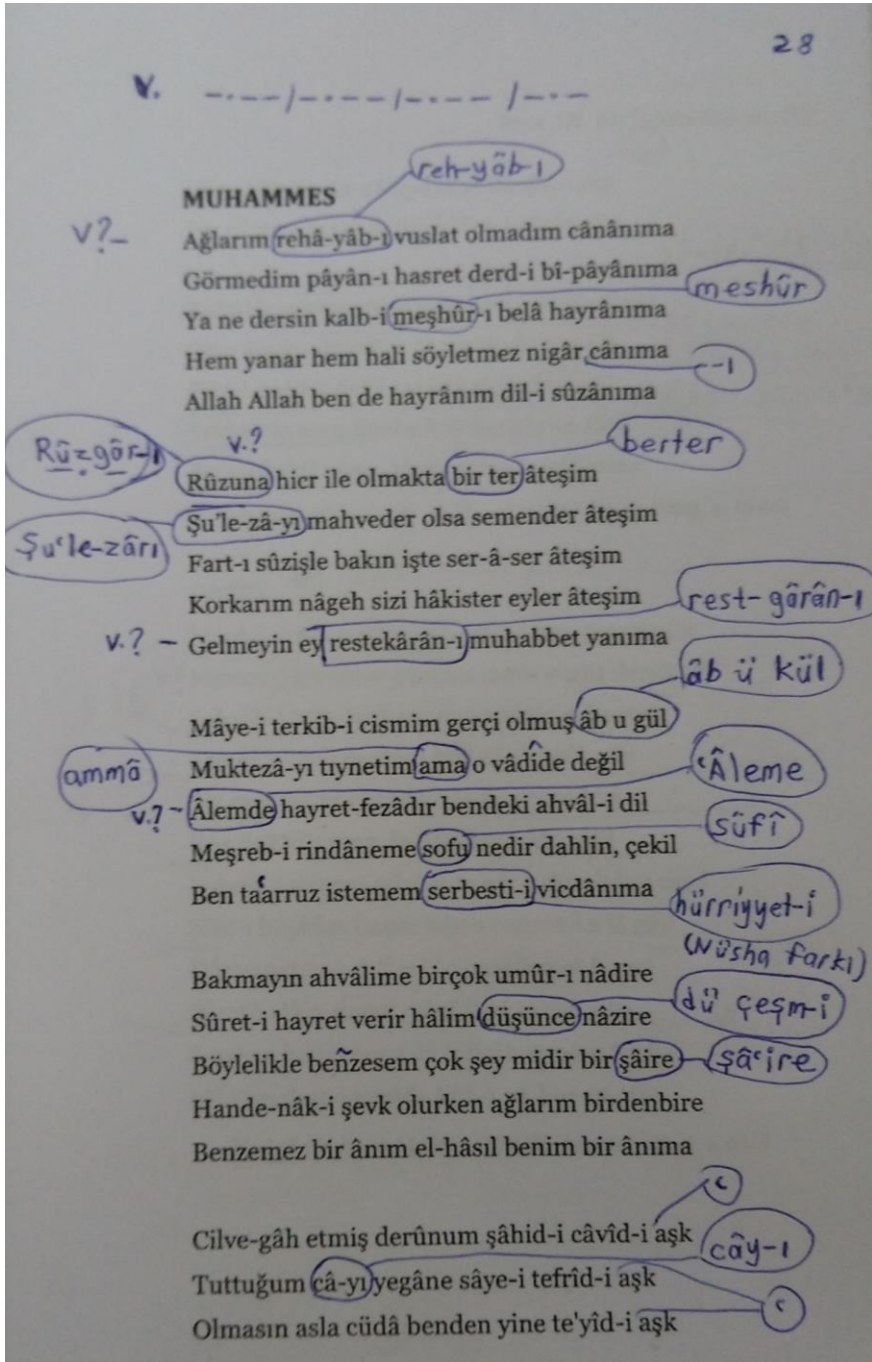 28
V. -.--/-.---/-.--- /-.-
reh-yâb-ı
MUHAMMES
V?- Ağlarım rehâ-yâb-ı vuslat olmadım cânânıma
Görmedim pâyân-ı hasret derd-i bî-pâyânıma
meshûr
Ya ne dersin kalb-i meşhûr-ı belâ hayrânıma
Hem yanar hem hali söyletmez nigâr cânıma -ı
Allah Allah ben de hayrânım dil-i sûzânıma
Rûzgâr-ı v.? berter
Rûzuna hicr ile olmakta bir ter âteşim
Şu'le-zâ-yı mahveder olsa semender âteşim
Şuʿle-zârı
Fart-ı sûzişle bakın işte ser-â-ser âteşim
Korkarım nâgeh sizi hâkister eyler âteşim rest-gârân-ı
v.? - Gelmeyin ey restekârân-ı muhabbet yanıma
âb ü kül
Mâye-i terkib-i cismim gerçi olmuş âb u gül
ammâ Muktezâ-yı tıynetim ama o vâdide değil ʿÂleme
v.? - Âlemde hayret-fezâdır bendeki ahvâl-i dil
sûfî
Meşreb-i rindâneme sofu nedir dahlin, çekil
Ben taarruz istemem serbesti-i vicdânıma hürriyyet-i
(Nüsha farkı)
Bakmayın ahvâlime birçok umûr-ı nâdire
dü çeşm-i
Sûret-i hayret verir hâlim düşünce nâzire
Böylelikle benzesem çok şey midir bir şâire şâʿire
Hande-nâk-i şevk olurken ağlarım birdenbire
Benzemez bir ânım el-hâsıl benim bir ânıma
ʿ
Cilve-gâh etmiş derûnum şâhid-i câvîd-i aşk
cây-ı
Tuttuğum câ-yı yegâne sâye-i tefrîd-i aşk
ʿ
Olmasın asla cüdâ benden yine te'yîd-i aşk